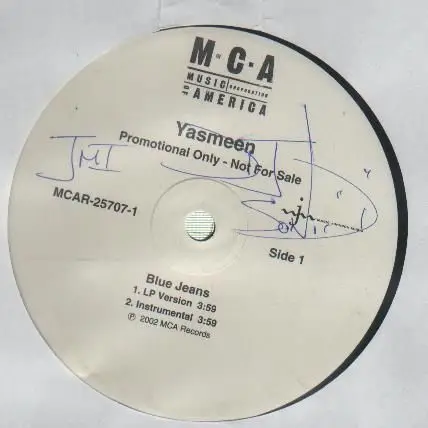 M·C·A
MUSIC CORPORATION
OF AMERICA
Yasmeen
Promotional Only - Not For Sale
JMI
MCAR-25707-1
Side 1
Blue Jeans
1. LP Version 3:59
2. Instrumental 3:59
℗ 2002 MCA Records